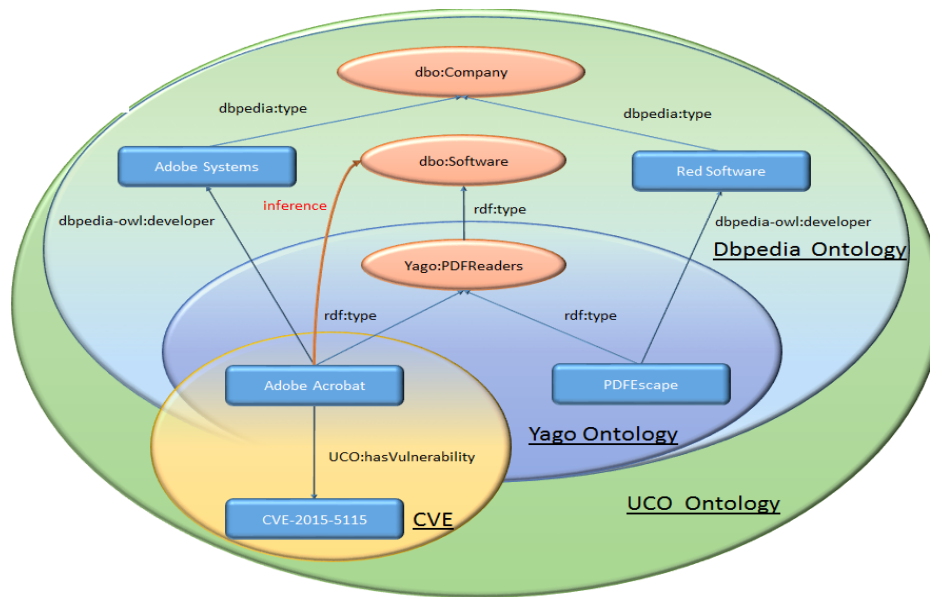 dbo:Company
dbpedia:type
dbpedia:type
Adobe Systems
dbo:Software
Red Software
inference
rdf:type
dbpedia-owl:developer
dbpedia-owl:developer
Dbpedia Ontology
Yago:PDFReaders
rdf:type
rdf:type
Adobe Acrobat
PDFEscape
Yago Ontology
UCO:hasVulnerability
UCO Ontology
CVE-2015-5115
CVE